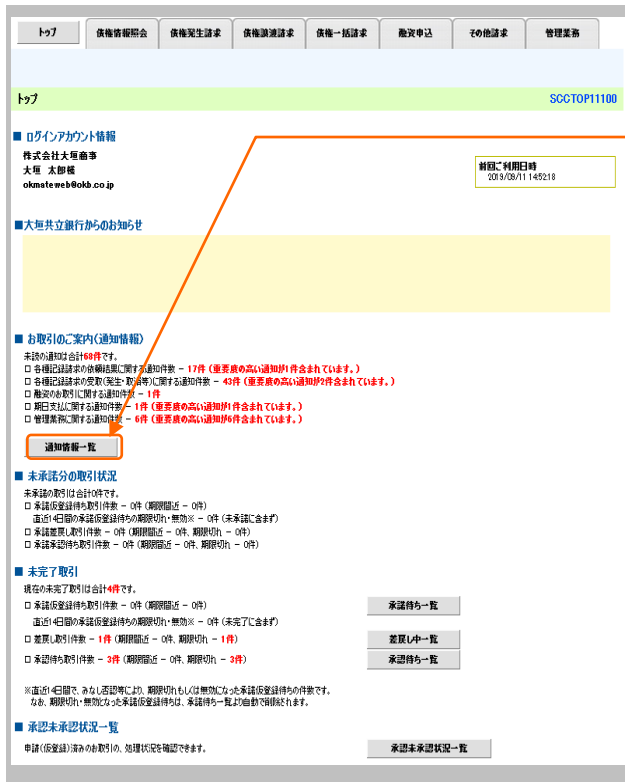 トップ 債権情報照会 債権発生請求 債権譲渡請求 債権一括請求 融資申込 その他請求 管理業務
トップ SCCTOP11100
■ ログインアカウント情報
株式会社大垣商事
大垣 太郎様
okmateweb@okb.co.jp
前回ご利用日時
2019/09/11 14:52:18
■大垣共立銀行からのお知らせ
■ お取引のご案内(通知情報)
未読の通知は合計68件です。
□ 各種記録請求の依頼結果に関する通知件数 － 17件 (重要度の高い通知が1件含まれています。)
□ 各種記録請求の受取(発生・取消等)に関する通知件数 － 43件 (重要度の高い通知が2件含まれています。)
□ 融資のお取引に関する通知件数 － 1件
□ 期日支払に関する通知件数 － 1件 (重要度の高い通知が1件含まれています。)
□ 管理業務に関する通知件数 － 6件 (重要度の高い通知が6件含まれています。)
通知情報一覧
■ 未承諾分の取引状況
未承諾の取引は合計0件です。
□ 承諾仮登録待ち取引件数 － 0件 (期限間近 － 0件)
直近14日間の承諾仮登録待ちの期限切れ・無効※ － 0件 (未承諾に含まず)
□ 承諾差戻し取引件数 － 0件 (期限間近 － 0件、期限切れ － 0件)
□ 承諾承認待ち取引件数 － 0件 (期限間近 － 0件、期限切れ － 0件)
■ 未完了取引
現在の未完了取引は合計4件です。
□ 承諾仮登録待ち取引件数 － 0件 (期限間近 － 0件) 承諾待ち一覧
直近14日間の承諾仮登録待ちの期限切れ・無効※ － 0件 (未完了に含まず)
□ 差戻し取引件数 － 1件 (期限間近 － 0件、期限切れ － 1件) 差戻し中一覧
□ 承認待ち取引件数 － 3件 (期限間近 － 0件、期限切れ － 3件) 承認待ち一覧
※直近14日間で、みなし否認等により、期限切れもしくは無効になった承諾仮登録待ちの件数です。
なお、期限切れ・無効となった承諾仮登録待ちは、承諾待ち一覧より自動で削除されます。
■ 承認未承認状況一覧
申請(仮登録)済みのお取引の、処理状況を確認できます。 承認未承認状況一覧